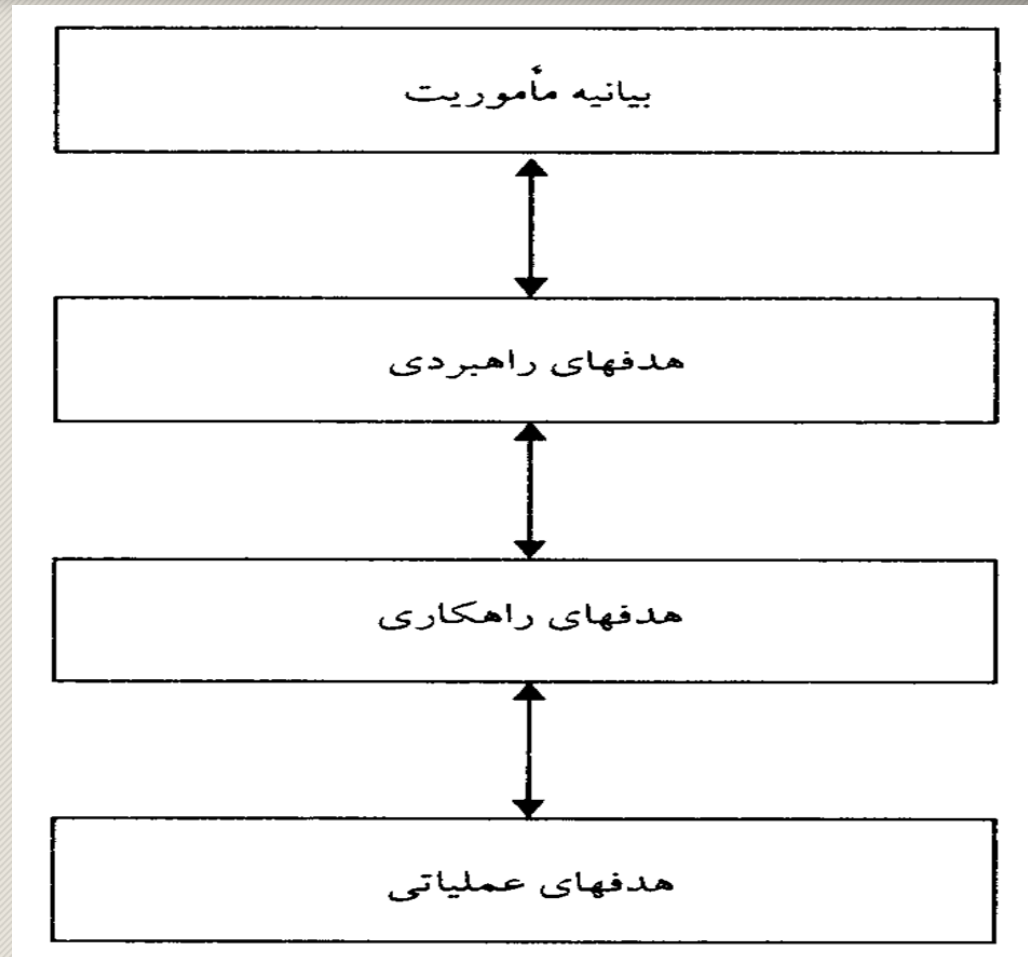 بیانیه مأموریت
هدفهای راهبردی
هدفهای راهکاری
هدفهای عملیاتی